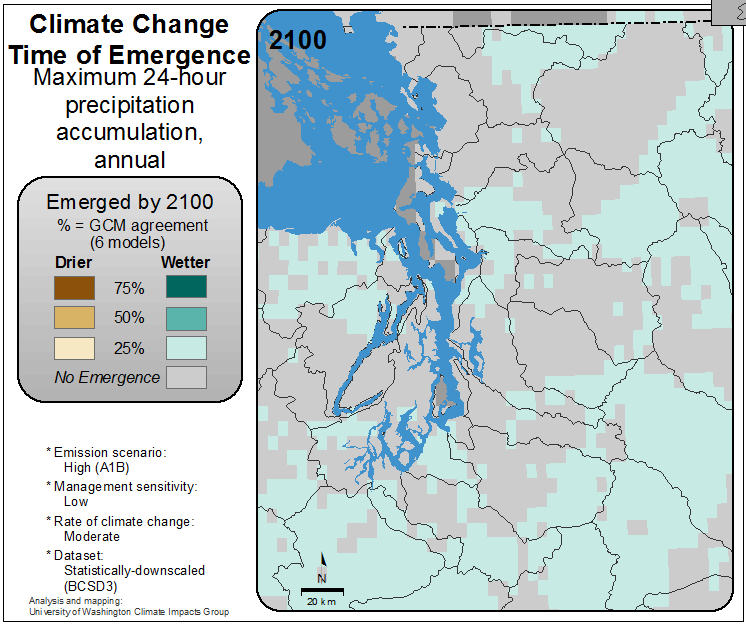 Climate Change
Time of Emergence
Maximum 24-hour
precipitation
accumulation,
annual
Emerged by 2100
% = GCM agreement
(6 models)
Drier Wetter
75%
50%
25%
No Emergence
* Emission scenario:
High (A1B)
* Management sensitivity:
Low
* Rate of climate change:
Moderate
* Dataset:
Statistically-downscaled
(BCSD3)
Analysis and mapping:
University of Washington Climate Impacts Group
2100
N
20 km